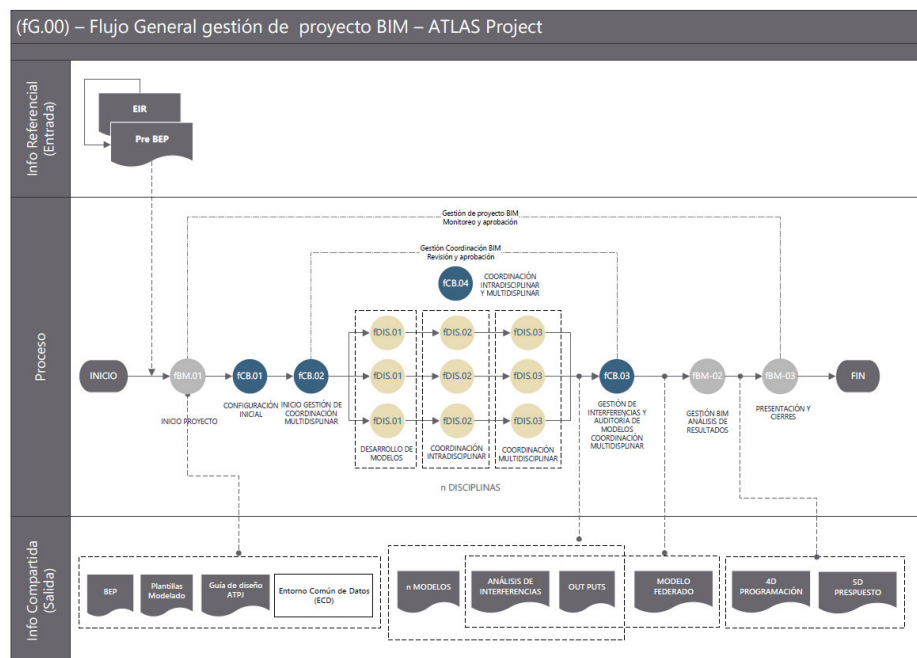 (fG.00) – Flujo General gestión de  proyecto BIM – ATLAS Project
Info Referencial
(Entrada)
EIR
Pre BEP
Proceso
Gestión de proyecto BIM
Monitoreo y aprobación
Gestión Coordinación BIM
Revisión y aprobación
fCB.04
COORDINACIÓN
INTRADISCIPLINAR
Y MULTIDISPLINAR
fDIS.01
fDIS.02
fDIS.03
INICIO
fBM.01
fCB.01
fCB.02
fDIS.01
fDIS.02
fDIS.03
fCB.03
fBM-02
fBM-03
FIN
INICIO PROYECTO
CONFIGURACIÓN
INICIAL
INICIO GESTIÓN DE
COORDINACIÓN
MULTIDISPLINAR
fDIS.01
fDIS.02
fDIS.03
GESTIÓN DE
INTERFERENCIAS Y
AUDITORIA DE
MODELOS
COORDINACIÓN
MULTIDISPLINAR
GESTIÓN BIM
ANÁLISIS DE
RESULTADOS
PRESENTACIÓN Y
CIERRES
DESARROLLO DE
MODELOS
COORDINACIÓN
INTRADISCIPLINAR
COORDINACIÓN
MULTIDISCIPLINAR
n DISCIPLINAS
Info Compartida
(Salida)
BEP
Plantillas
Modelado
Guía de diseño
ATPJ
Entorno Común de Datos
(ECD)
n MODELOS
ANÁLISIS DE
INTERFERENCIAS
OUT PUTS
MODELO
FEDERADO
4D
PROGRAMACIÓN
5D
PRESPUESTO